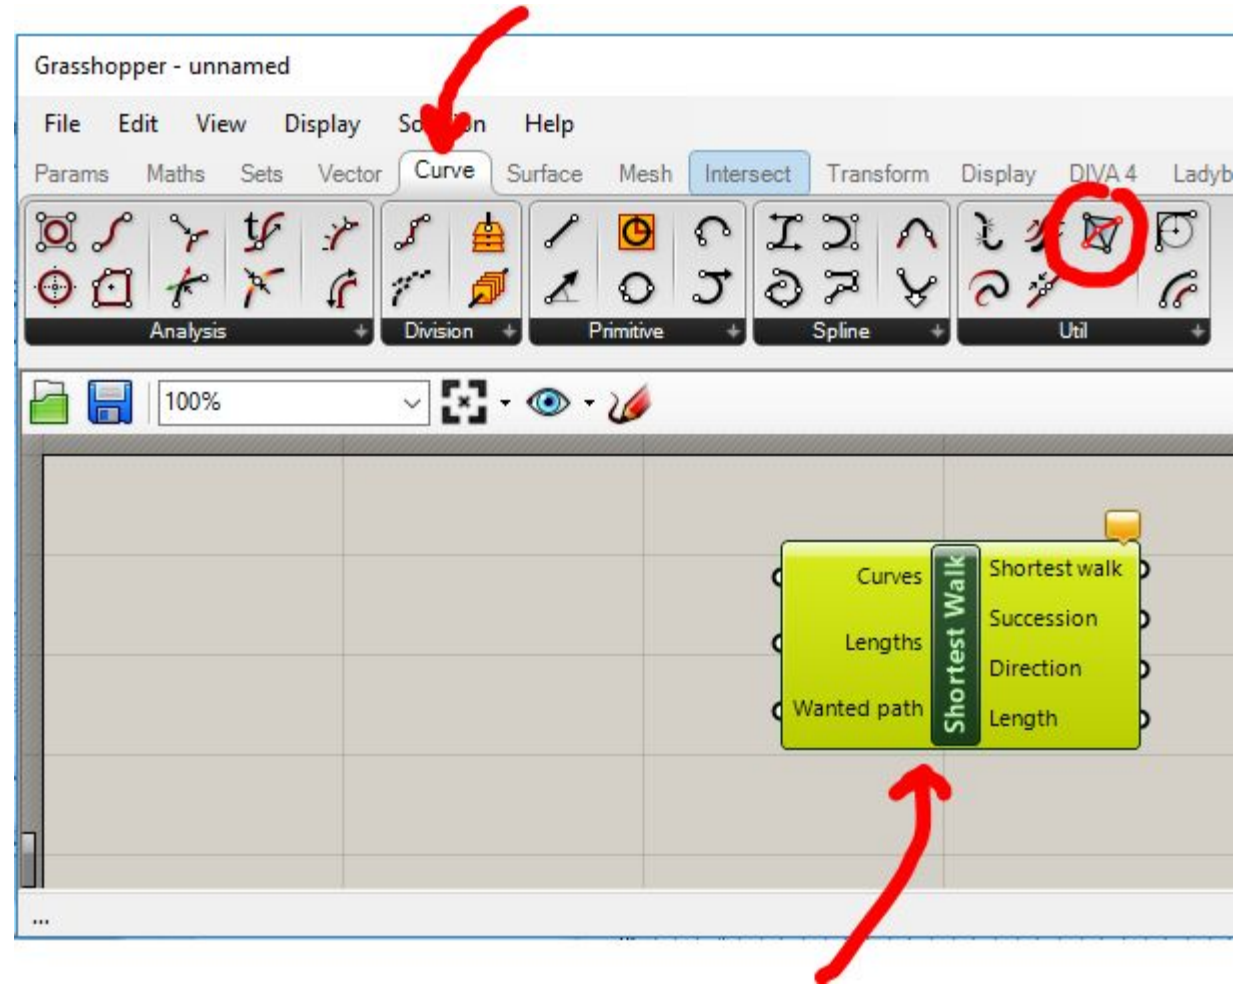 Grasshopper - unnamed
File Edit View Display Help
Params Maths Sets Vector Curve Surface Mesh Intersect Transform Display DIVA 4 Ladyb
Analysis Division Primitive Spline Util
100%
Curves
Lengths
Wanted path
Shortest Walk
Shortest walk
Succession
Direction
Length
...